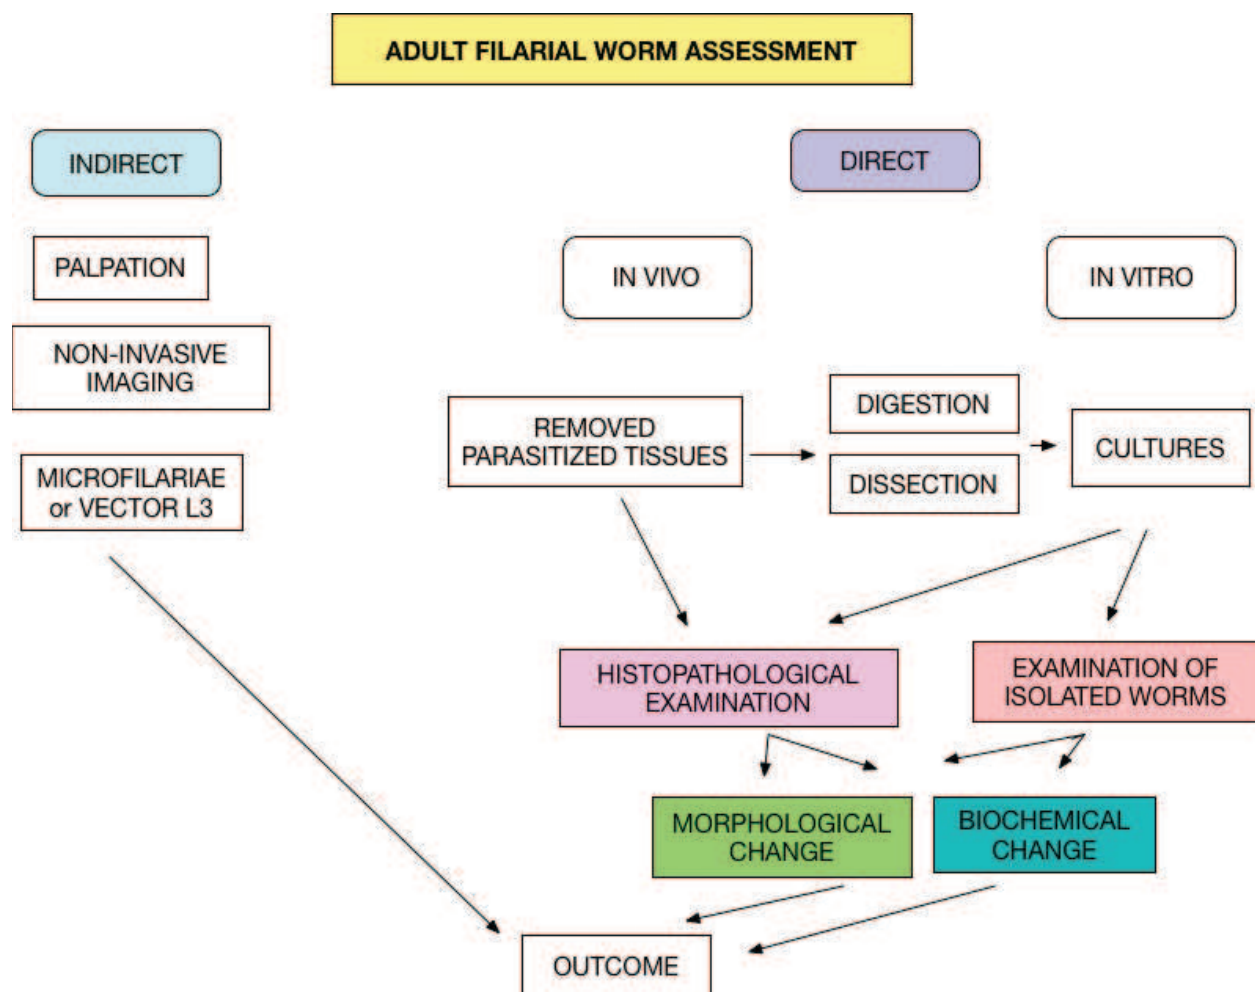 ADULT FILARIAL WORM ASSESSMENT
INDIRECT
DIRECT
PALPATION
IN VIVO
IN VITRO
NON-INVASIVE
IMAGING
REMOVED
PARASITIZED TISSUES
DIGESTION
DISSECTION
CULTURES
MICROFILARIAE
or VECTOR L3
HISTOPATHOLOGICAL
EXAMINATION
EXAMINATION OF
ISOLATED WORMS
MORPHOLOGICAL
CHANGE
BIOCHEMICAL
CHANGE
OUTCOME